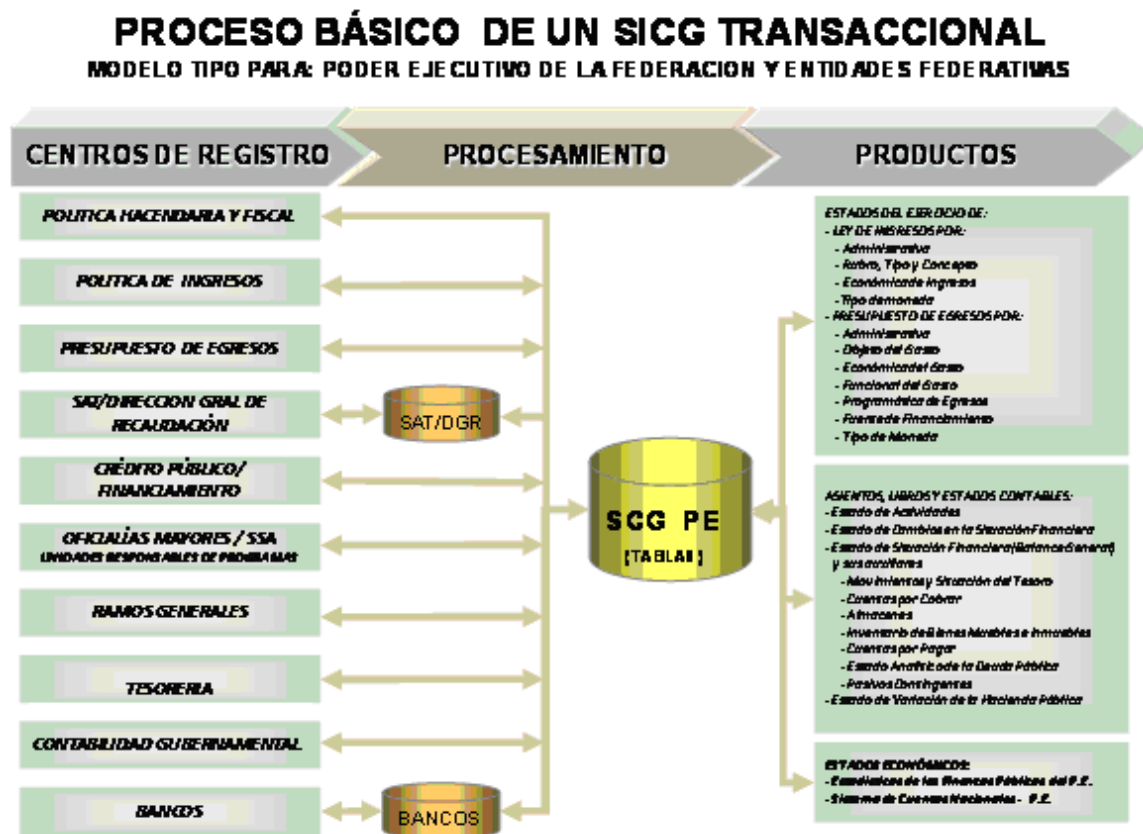 PROCESO BÁSICO DE UN SICG TRANSACCIONAL
MODELO TIPO PARA: PODER EJECUTIVO DE LA FEDERACION Y ENTIDADES FEDERATIVAS
CENTROS DE REGISTRO
PROCESAMIENTO
PRODUCTOS
POLITICA HACENDARIA Y FISCAL
POLITICA DE INGRESOS
PRESUPUESTO DE EGRESOS
SAT/DIRECCION GRAL DE
RECAUDACIÓN
CRÉDITO PÚBLICO/
FINANCIAMIENTO
OFICIALÍAS MAYORES / SSA
UNIDADES RESPONSABLES DE PROGRAMAS
RAMOS GENERALES
TESORERIA
CONTABILIDAD GUBERNAMENTAL
BANCOS
SAT/DGR
BANCOS
SCG PE
(TABLAS)
ESTADOS DEL EJERCICIO DE:
- LEY DE INGRESOS POR:
- Administrativa
- Rubro, Tipo y Concepto
- Económica de Ingresos
- Tipo de moneda
- PRESUPUESTO DE EGRESOS POR:
- Administrativa
- Objeto del Gasto
- Económica del Gasto
- Funcional del Gasto
- Programática de Egresos
- Fuente de Financiamiento
- Tipo de Moneda
ASIENTOS, LIBROS Y ESTADOS CONTABLES:
- Estado de Actividades
- Estado de Cambios en la Situación Financiera
- Estado de Situación Financiera (Balance General)
y sus auxiliares
- Movimientos y Situación del Tesoro
- Cuentas por Cobrar
- Almacenes
- Inventario de Bienes Muebles e Inmuebles
- Cuentas por Pagar
- Estado Analítico de la Deuda Pública
- Pasivos Contingentes
- Estado de Variación de la Hacienda Pública
ESTADOS ECONÓMICOS:
- Estadísticas de las Finanzas Públicas del P.E.
- Sistema de Cuentas Nacionales - P.E.